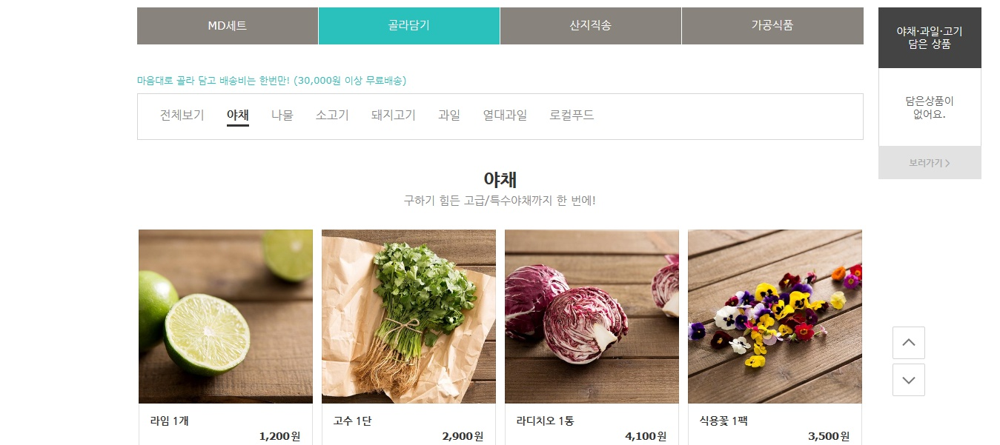 MD세트
골라담기
산지직송
가공식품
야채·과일·고기
담은 상품
담은상품이
없어요.
보러가기 >
마음대로 골라 담고 배송비는 한번만! (30,000원 이상 무료배송)
전체보기 야채 나물 소고기 돼지고기 과일 열대과일 로컬푸드
야채
구하기 힘든 고급/특수야채까지 한 번에!
라임 1개
1,200원
고수 1단
2,900원
라디치오 1통
4,100원
식용꽃 1팩
3,500원